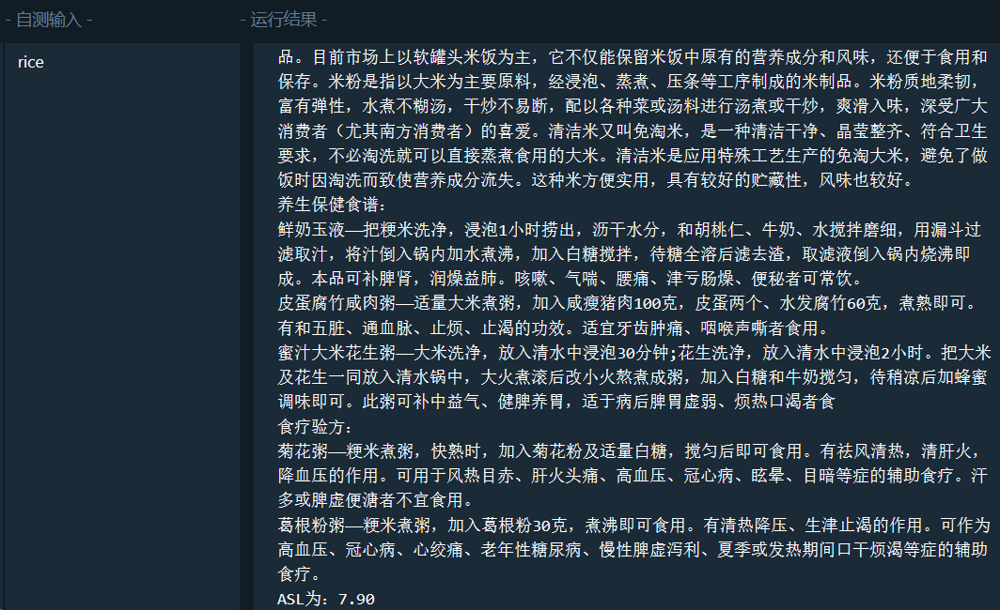 - 自测输入 -
- 运行结果 -
rice
品。目前市场上以软罐头米饭为主，它不仅能保留米饭中原有的营养成分和风味，还便于食用和
保存。米粉是指以大米为主要原料，经浸泡、蒸煮、压条等工序制成的米制品。米粉质地柔韧，
富有弹性，水煮不糊汤，干炒不易断，配以各种菜或汤料进行汤煮或干炒，爽滑入味，深受广大
消费者（尤其南方消费者）的喜爱。清洁米又叫免淘米，是一种清洁干净、晶莹整齐、符合卫生
要求，不必淘洗就可以直接蒸煮食用的大米。清洁米是应用特殊工艺生产的免淘大米，避免了做
饭时因淘洗而致使营养成分流失。这种米方便实用，具有较好的贮藏性，风味也较好。
养生保健食谱：
鲜奶玉液——把粳米洗净，浸泡1小时捞出，沥干水分，和胡桃仁、牛奶、水搅拌磨细，用漏斗过
滤取汁，将汁倒入锅内加水煮沸，加入白糖搅拌，待糖全溶后滤去渣，取滤液倒入锅内烧沸即
成。本品可补脾肾，润燥益肺。咳嗽、气喘、腰痛、津亏肠燥、便秘者可常饮。
皮蛋腐竹咸肉粥——适量大米煮粥，加入咸瘦猪肉100克，皮蛋两个、水发腐竹60克，煮熟即可。
有和五脏、通血脉、止烦、止渴的功效。适宜牙齿肿痛、咽喉声嘶者食用。
蜜汁大米花生粥——大米洗净，放入清水中浸泡30分钟;花生洗净，放入清水中浸泡2小时。把大米
及花生一同放入清水锅中，大火煮滚后改小火熬煮成粥，加入白糖和牛奶搅匀，待稍凉后加蜂蜜
调味即可。此粥可补中益气、健脾养胃，适于病后脾胃虚弱、烦热口渴者食
食疗验方：
菊花粥——粳米煮粥，快熟时，加入菊花粉及适量白糖，搅匀后即可食用。有祛风清热，清肝火，
降血压的作用。可用于风热目赤、肝火头痛、高血压、冠心病、眩晕、目暗等症的辅助食疗。汗
多或脾虚便溏者不宜食用。
葛根粉粥——粳米煮粥，加入葛根粉30克，煮沸即可食用。有清热降压、生津止渴的作用。可作为
高血压、冠心病、心绞痛、老年性糖尿病、慢性脾虚泻利、夏季或发热期间口干烦渴等症的辅助
食疗。
ASL为：7.90